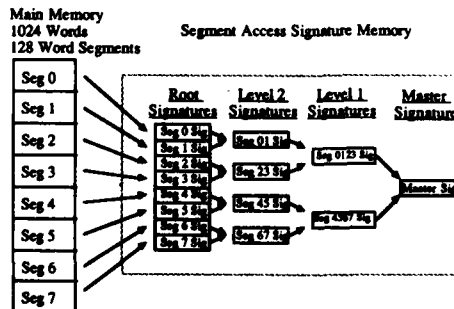 Main Memory
1024 Words
128 Word Segments
Segment Access Signature Memory
Seg 0
Seg 1
Seg 2
Seg 3
Seg 4
Seg 5
Seg 6
Seg 7
Root
Signatures
Seg 0 Sig
Seg 1 Sig
Seg 2 Sig
Seg 3 Sig
Seg 4 Sig
Seg 5 Sig
Seg 6 Sig
Seg 7 Sig
Level 2
Signatures
Seg 01 Sig
Seg 23 Sig
Seg 45 Sig
Seg 67 Sig
Level 1
Signatures
Seg 0123 Sig
Seg Sig
Master
Signature
Master Sig